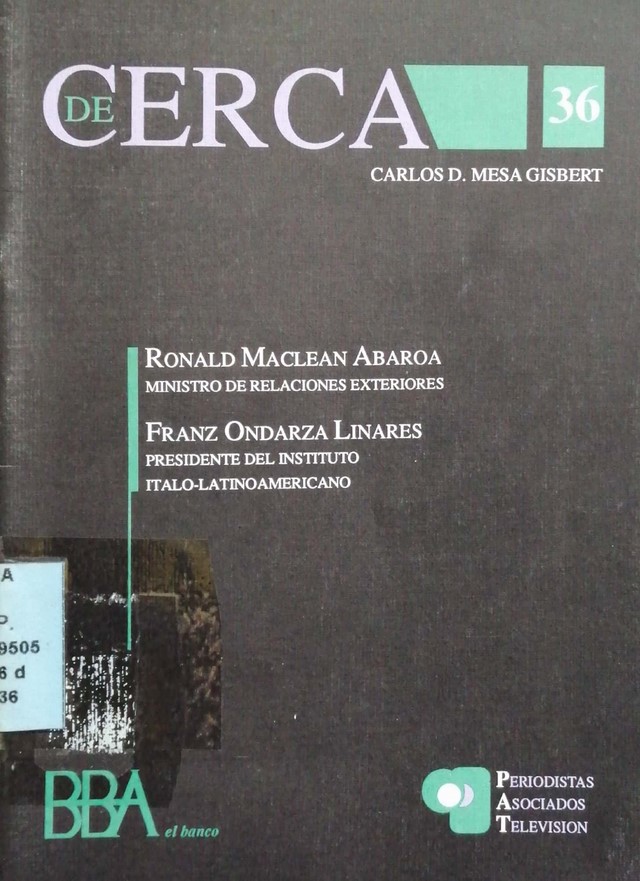 DE CERCA 36
CARLOS D. MESA GISBERT
RONALD MACLEAN ABAROA
MINISTRO DE RELACIONES EXTERIORES
FRANZ ONDARZA LINARES
PRESIDENTE DEL INSTITUTO
ITALO-LATINOAMERICANO
A
P.
9505
6 d
36
BBA el banco
PERIODISTAS
ASOCIADOS
TELEVISION